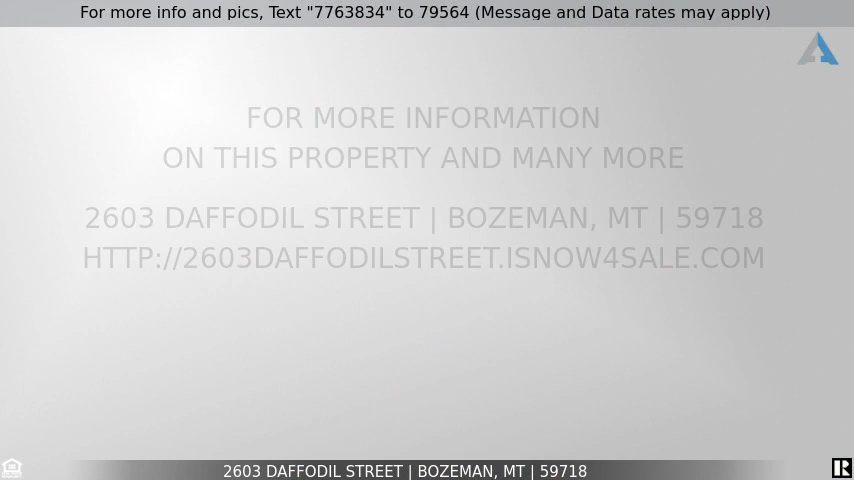 For more info and pics, Text "7763834" to 79564 (Message and Data rates may apply)
FOR MORE INFORMATION
ON THIS PROPERTY AND MANY MORE
2603 DAFFODIL STREET | BOZEMAN, MT | 59718
HTTP://2603DAFFODILSTREET.ISNOW4SALE.COM
2603 DAFFODIL STREET | BOZEMAN, MT | 59718